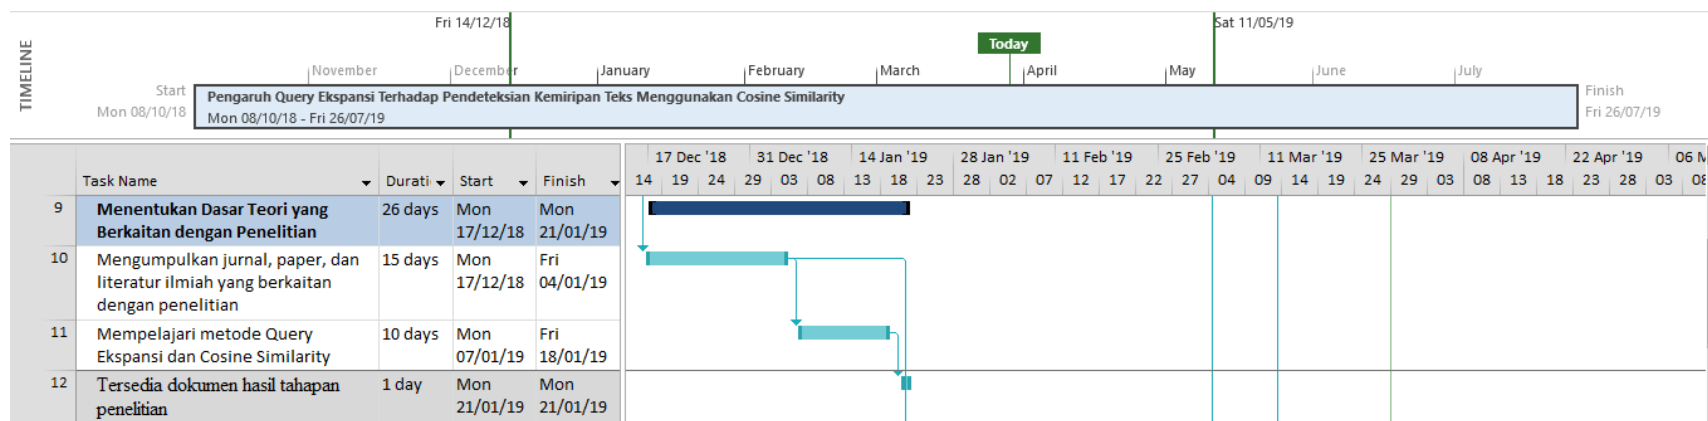 Fri 14/12/18 Sat 11/05/19
Today
TIMELINE
November December January February March April May June July
Start Finish
Mon 08/10/18 Fri 26/07/19
Pengaruh Query Ekspansi Terhadap Pendeteksian Kemiripan Teks Menggunakan Cosine Similarity
Mon 08/10/18 - Fri 26/07/19
17 Dec '18 31 Dec '18 14 Jan '19 28 Jan '19 11 Feb '19 25 Feb '19 11 Mar '19 25 Mar '19 08 Apr '19 22 Apr '19 06 M
Task Name Durati Start Finish 14 19 24 29 03 08 13 18 23 28 02 07 12 17 22 27 04 09 14 19 24 29 03 08 13 18 23 28 03 08
9 Menentukan Dasar Teori yang 26 days Mon Mon
Berkaitan dengan Penelitian 17/12/18 21/01/19
10 Mengumpulkan jurnal, paper, dan 15 days Mon Fri
literatur ilmiah yang berkaitan 17/12/18 04/01/19
dengan penelitian
11 Mempelajari metode Query 10 days Mon Fri
Ekspansi dan Cosine Similarity 07/01/19 18/01/19
12 Tersedia dokumen hasil tahapan 1 day Mon Mon
penelitian 21/01/19 21/01/19